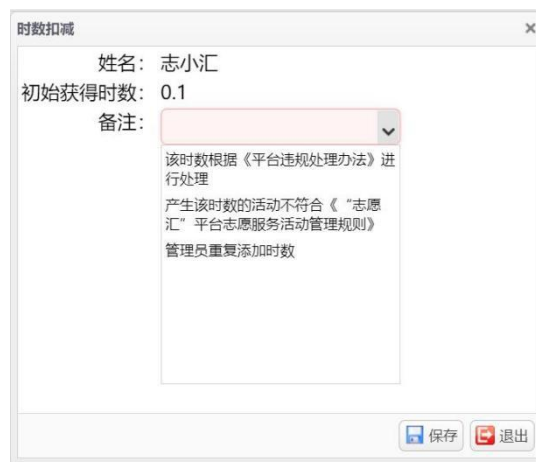 时数扣减
姓名： 志小汇
初始获得时数： 0.1
备注：
该时数根据《平台违规处理办法》进
行处理
产生该时数的活动不符合《“志愿
汇”平台志愿服务活动管理规则》
管理员重复添加时数
保存 退出